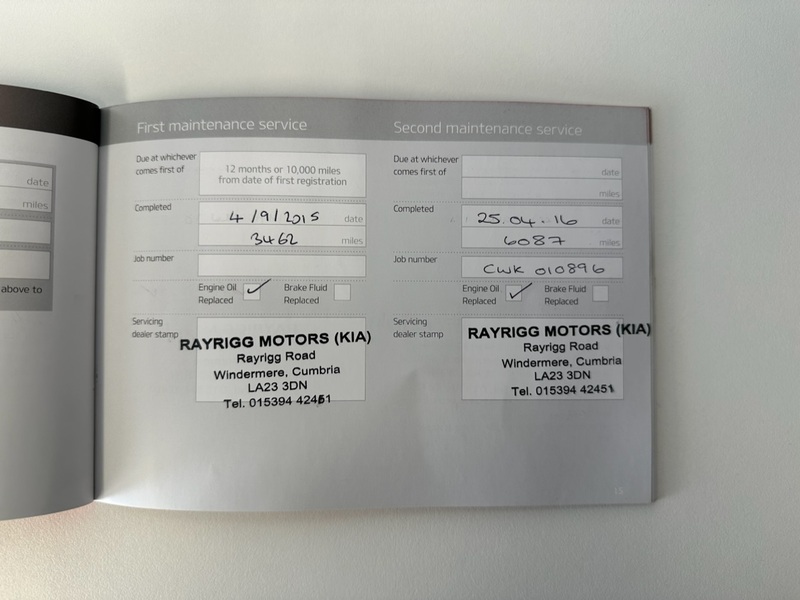 date
miles
above to
First maintenance service
Due at whichever
comes first of
12 months or 10,000 miles
from date of first registration
Completed
4/9/2015 date
3462 miles
Job number
Engine Oil
Replaced
Brake Fluid
Replaced
Servicing
dealer stamp
RAYRIGG MOTORS (KIA)
Rayrigg Road
Windermere, Cumbria
LA23 3DN
Tel. 015394 42451
Second maintenance service
Due at whichever
comes first of
date
miles
Completed
25.04.16 date
6087 miles
Job number
CWK 010896
Engine Oil
Replaced
Brake Fluid
Replaced
Servicing
dealer stamp
RAYRIGG MOTORS (KIA)
Rayrigg Road
Windermere, Cumbria
LA23 3DN
Tel. 015394 42451